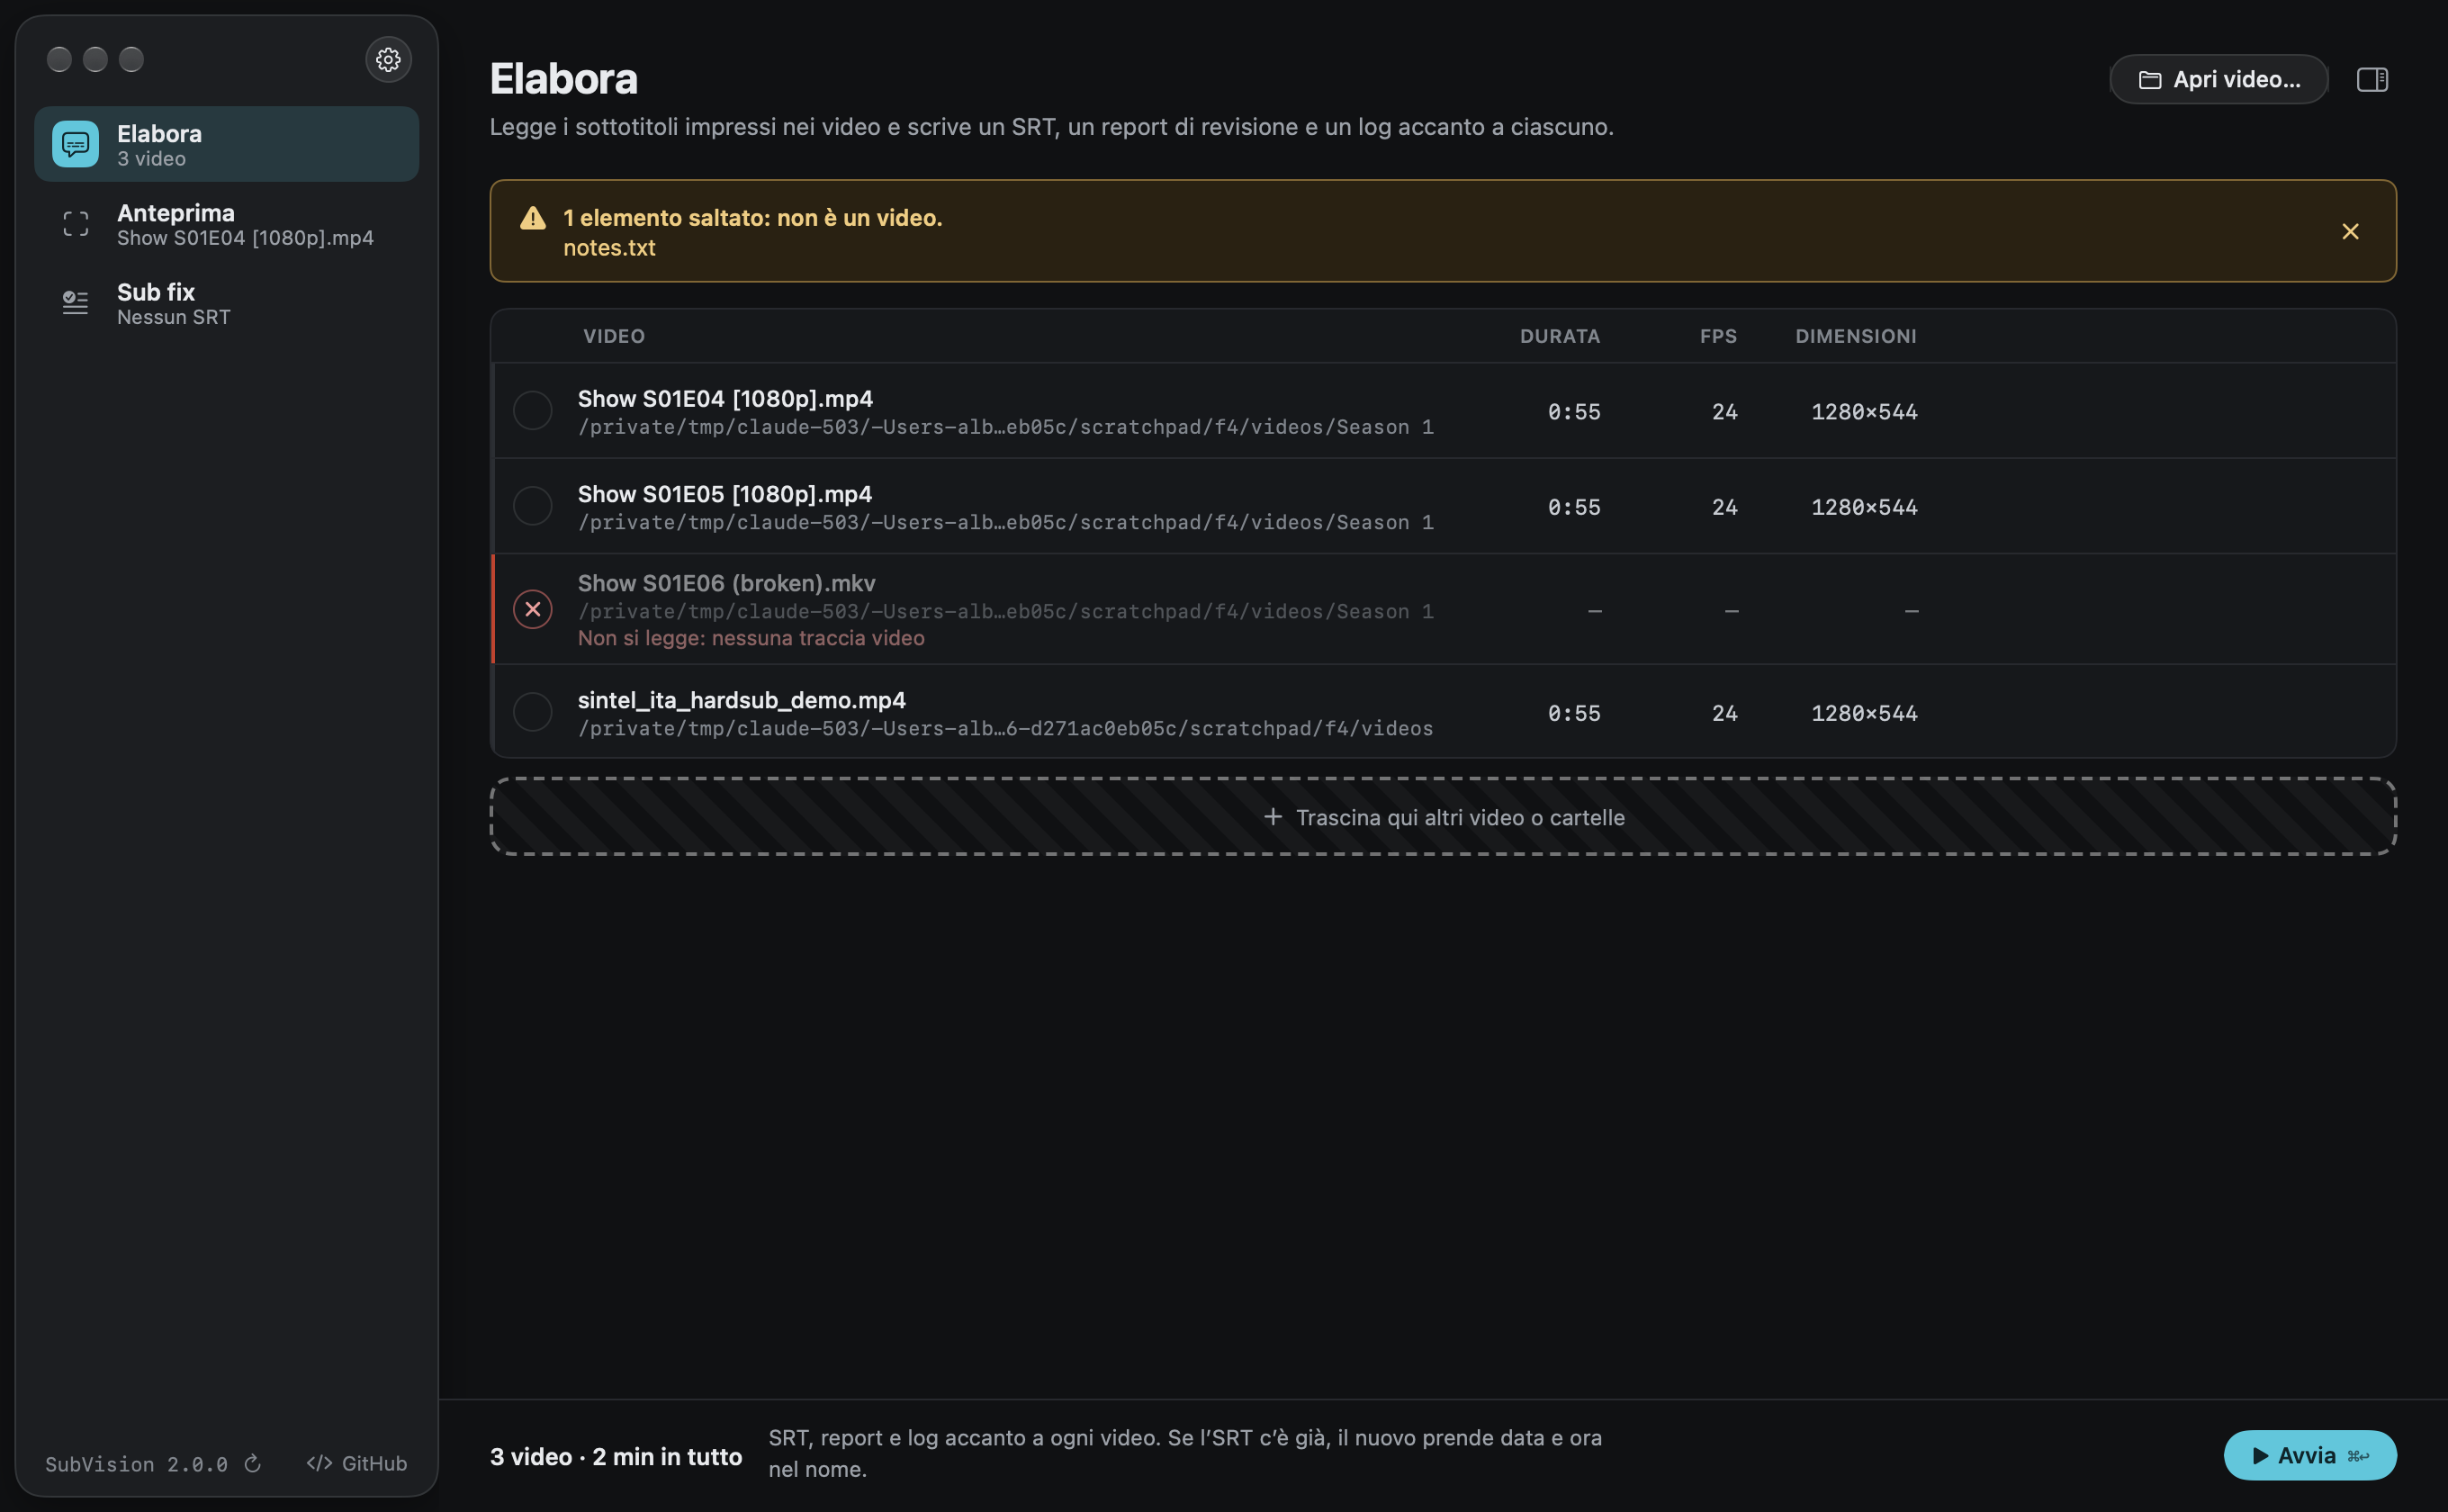 Elabora
3 video
Anteprima
Show S01E04 [1080p].mp4
Sub fix
Nessun SRT
SubVision 2.0.0
</> GitHub
Elabora
Legge i sottotitoli impressi nei video e scrive un SRT, un report di revisione e un log accanto a ciascuno.
Apri video…
1 elemento saltato: non è un video.
notes.txt
VIDEO DURATA FPS DIMENSIONI
Show S01E04 [1080p].mp4
/private/tmp/claude-503/-Users-alb…eb05c/scratchpad/f4/videos/Season 1
0:55 24 1280×544
Show S01E05 [1080p].mp4
/private/tmp/claude-503/-Users-alb…eb05c/scratchpad/f4/videos/Season 1
0:55 24 1280×544
Show S01E06 (broken).mkv
/private/tmp/claude-503/-Users-alb…eb05c/scratchpad/f4/videos/Season 1
Non si legge: nessuna traccia video
– – –
sintel_ita_hardsub_demo.mp4
/private/tmp/claude-503/-Users-alb…6-d271ac0eb05c/scratchpad/f4/videos
0:55 24 1280×544
+ Trascina qui altri video o cartelle
3 video · 2 min in tutto
SRT, report e log accanto a ogni video. Se l’SRT c’è già, il nuovo prende data e ora
nel nome.
Avvia ⌘↩